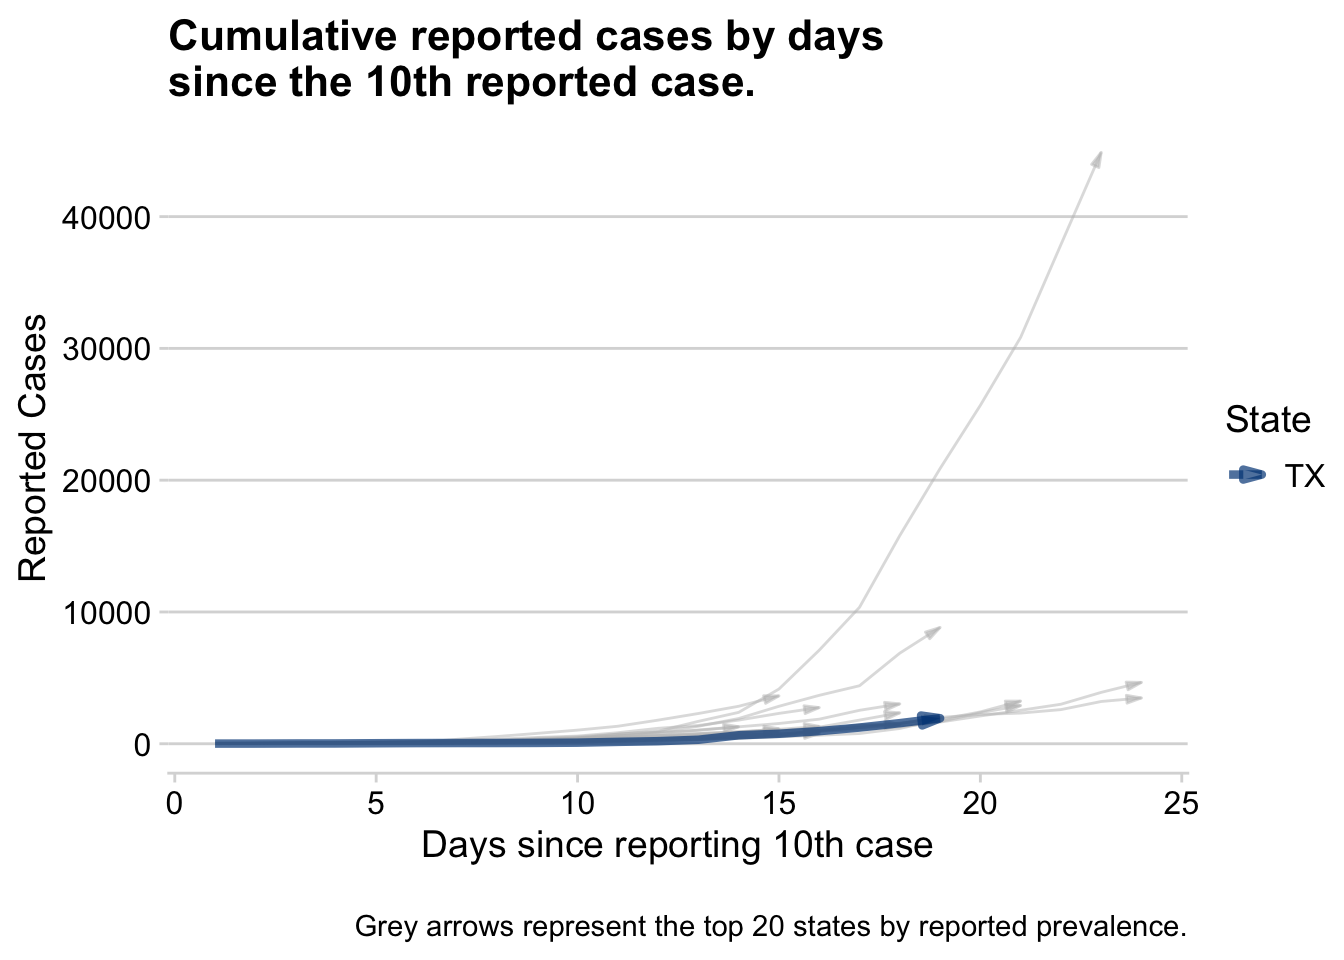 Cumulative reported cases by days
since the 10th reported case.
40000
30000
20000
10000
0
Reported Cases
0 5 10 15 20 25
Days since reporting 10th case
State
TX
Grey arrows represent the top 20 states by reported prevalence.